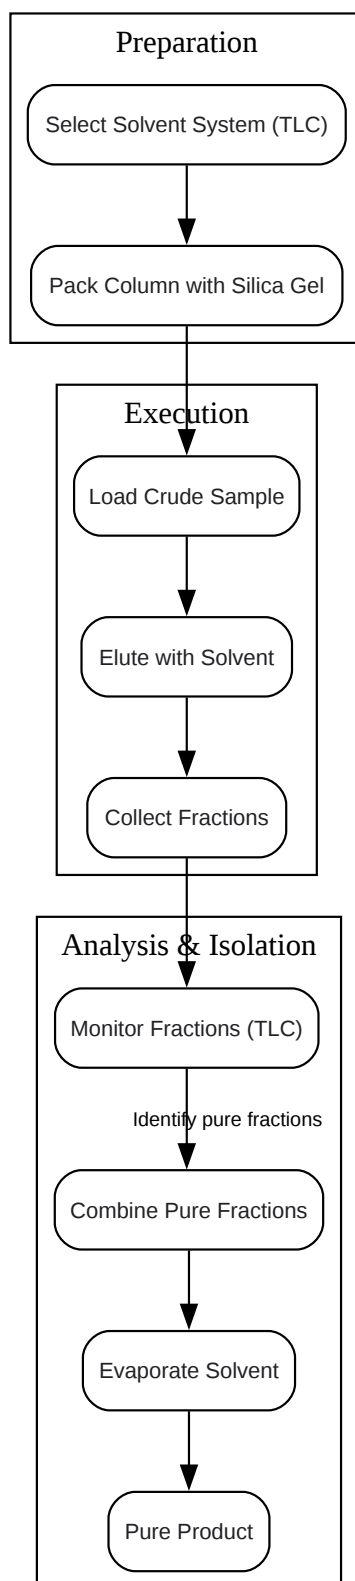 Preparation
Select Solvent System (TLC)
Pack Column with Silica Gel
Execution
Load Crude Sample
Elute with Solvent
Collect Fractions
Analysis & Isolation
Monitor Fractions (TLC)
Identify pure fractions
Combine Pure Fractions
Evaporate Solvent
Pure Product